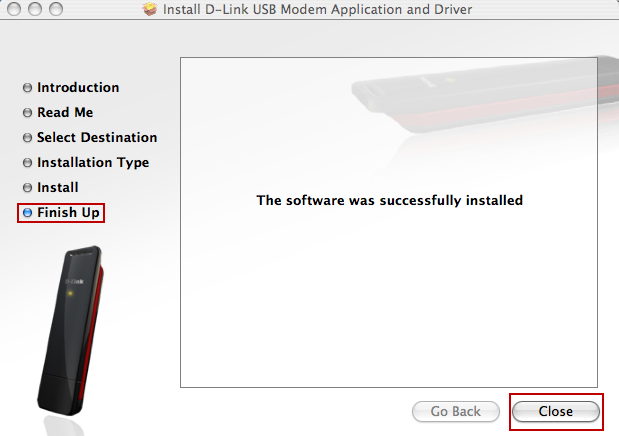 Install D-Link USB Modem Application and Driver
Introduction
Read Me
Select Destination
Installation Type
Install
Finish Up
The software was successfully installed
D-Link
Go Back
Close